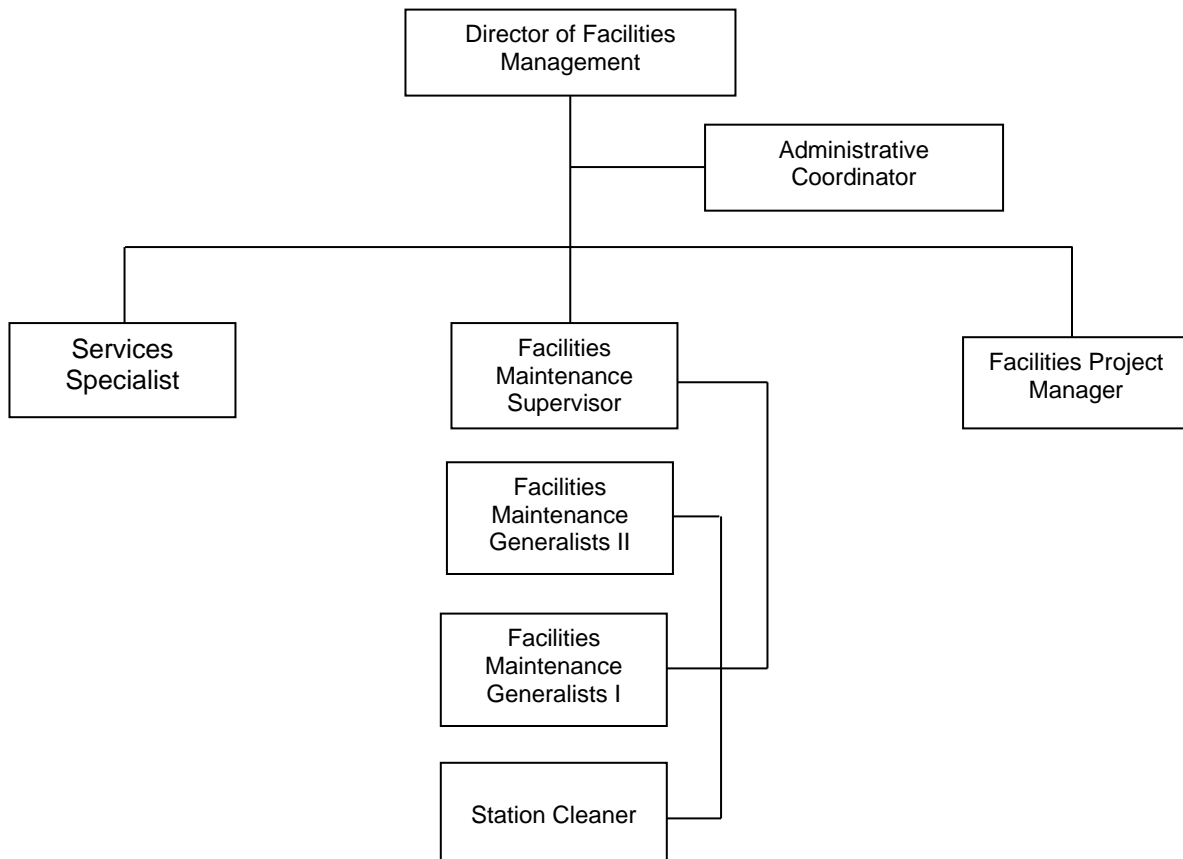 Director of Facilities
Management
Administrative
Coordinator
Services
Specialist
Facilities
Maintenance
Supervisor
Facilities Project
Manager
Facilities
Maintenance
Generalists II
Facilities
Maintenance
Generalists I
Station Cleaner